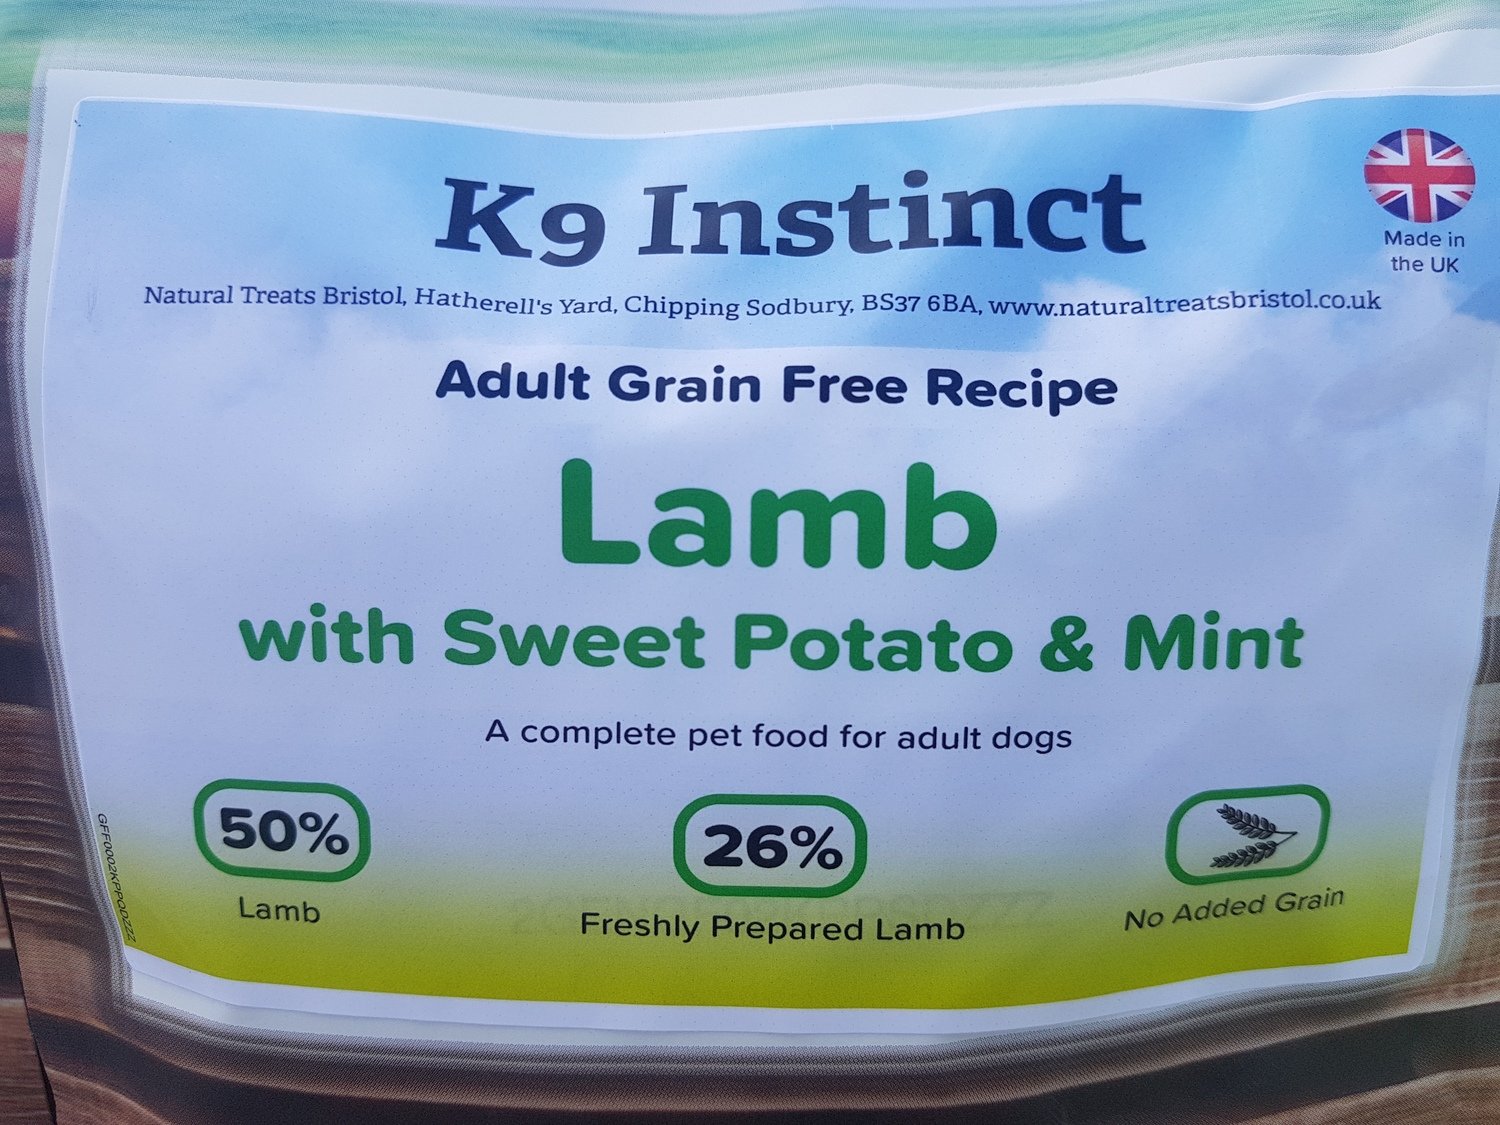 K9 Instinct
Made in
the UK
Natural Treats Bristol, Hatherell's Yard, Chipping Sodbury, BS37 6BA, www.naturaltreatsbristol.co.uk
Adult Grain Free Recipe
Lamb
with Sweet Potato & Mint
A complete pet food for adult dogs
50%
Lamb
26%
Freshly Prepared Lamb
No Added Grain